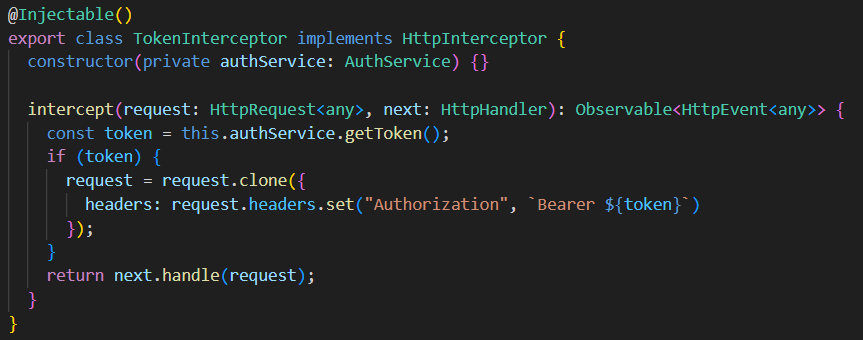 @Injectable()
export class TokenInterceptor implements HttpInterceptor {
  constructor(private authService: AuthService) {}

  intercept(request: HttpRequest<any>, next: HttpHandler): Observable<HttpEvent<any>> {
    const token = this.authService.getToken();
    if (token) {
      request = request.clone({
        headers: request.headers.set("Authorization", `Bearer ${token}`)
      });
    }
    return next.handle(request);
  }
}